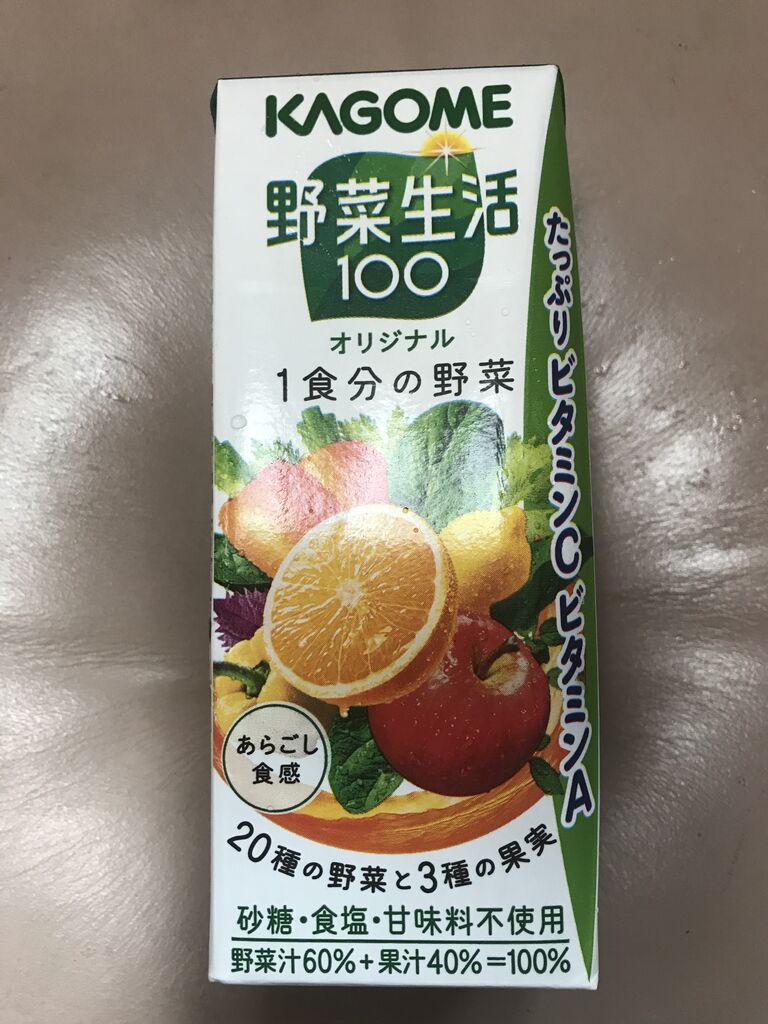 KAGOME
野菜生活
100
オリジナル
1食分の野菜
たっぷりビタミンCビタミンA
あらごし
食感
20種の野菜と3種の果実
砂糖・食塩・甘味料不使用
野菜汁60%+果汁40%=100%